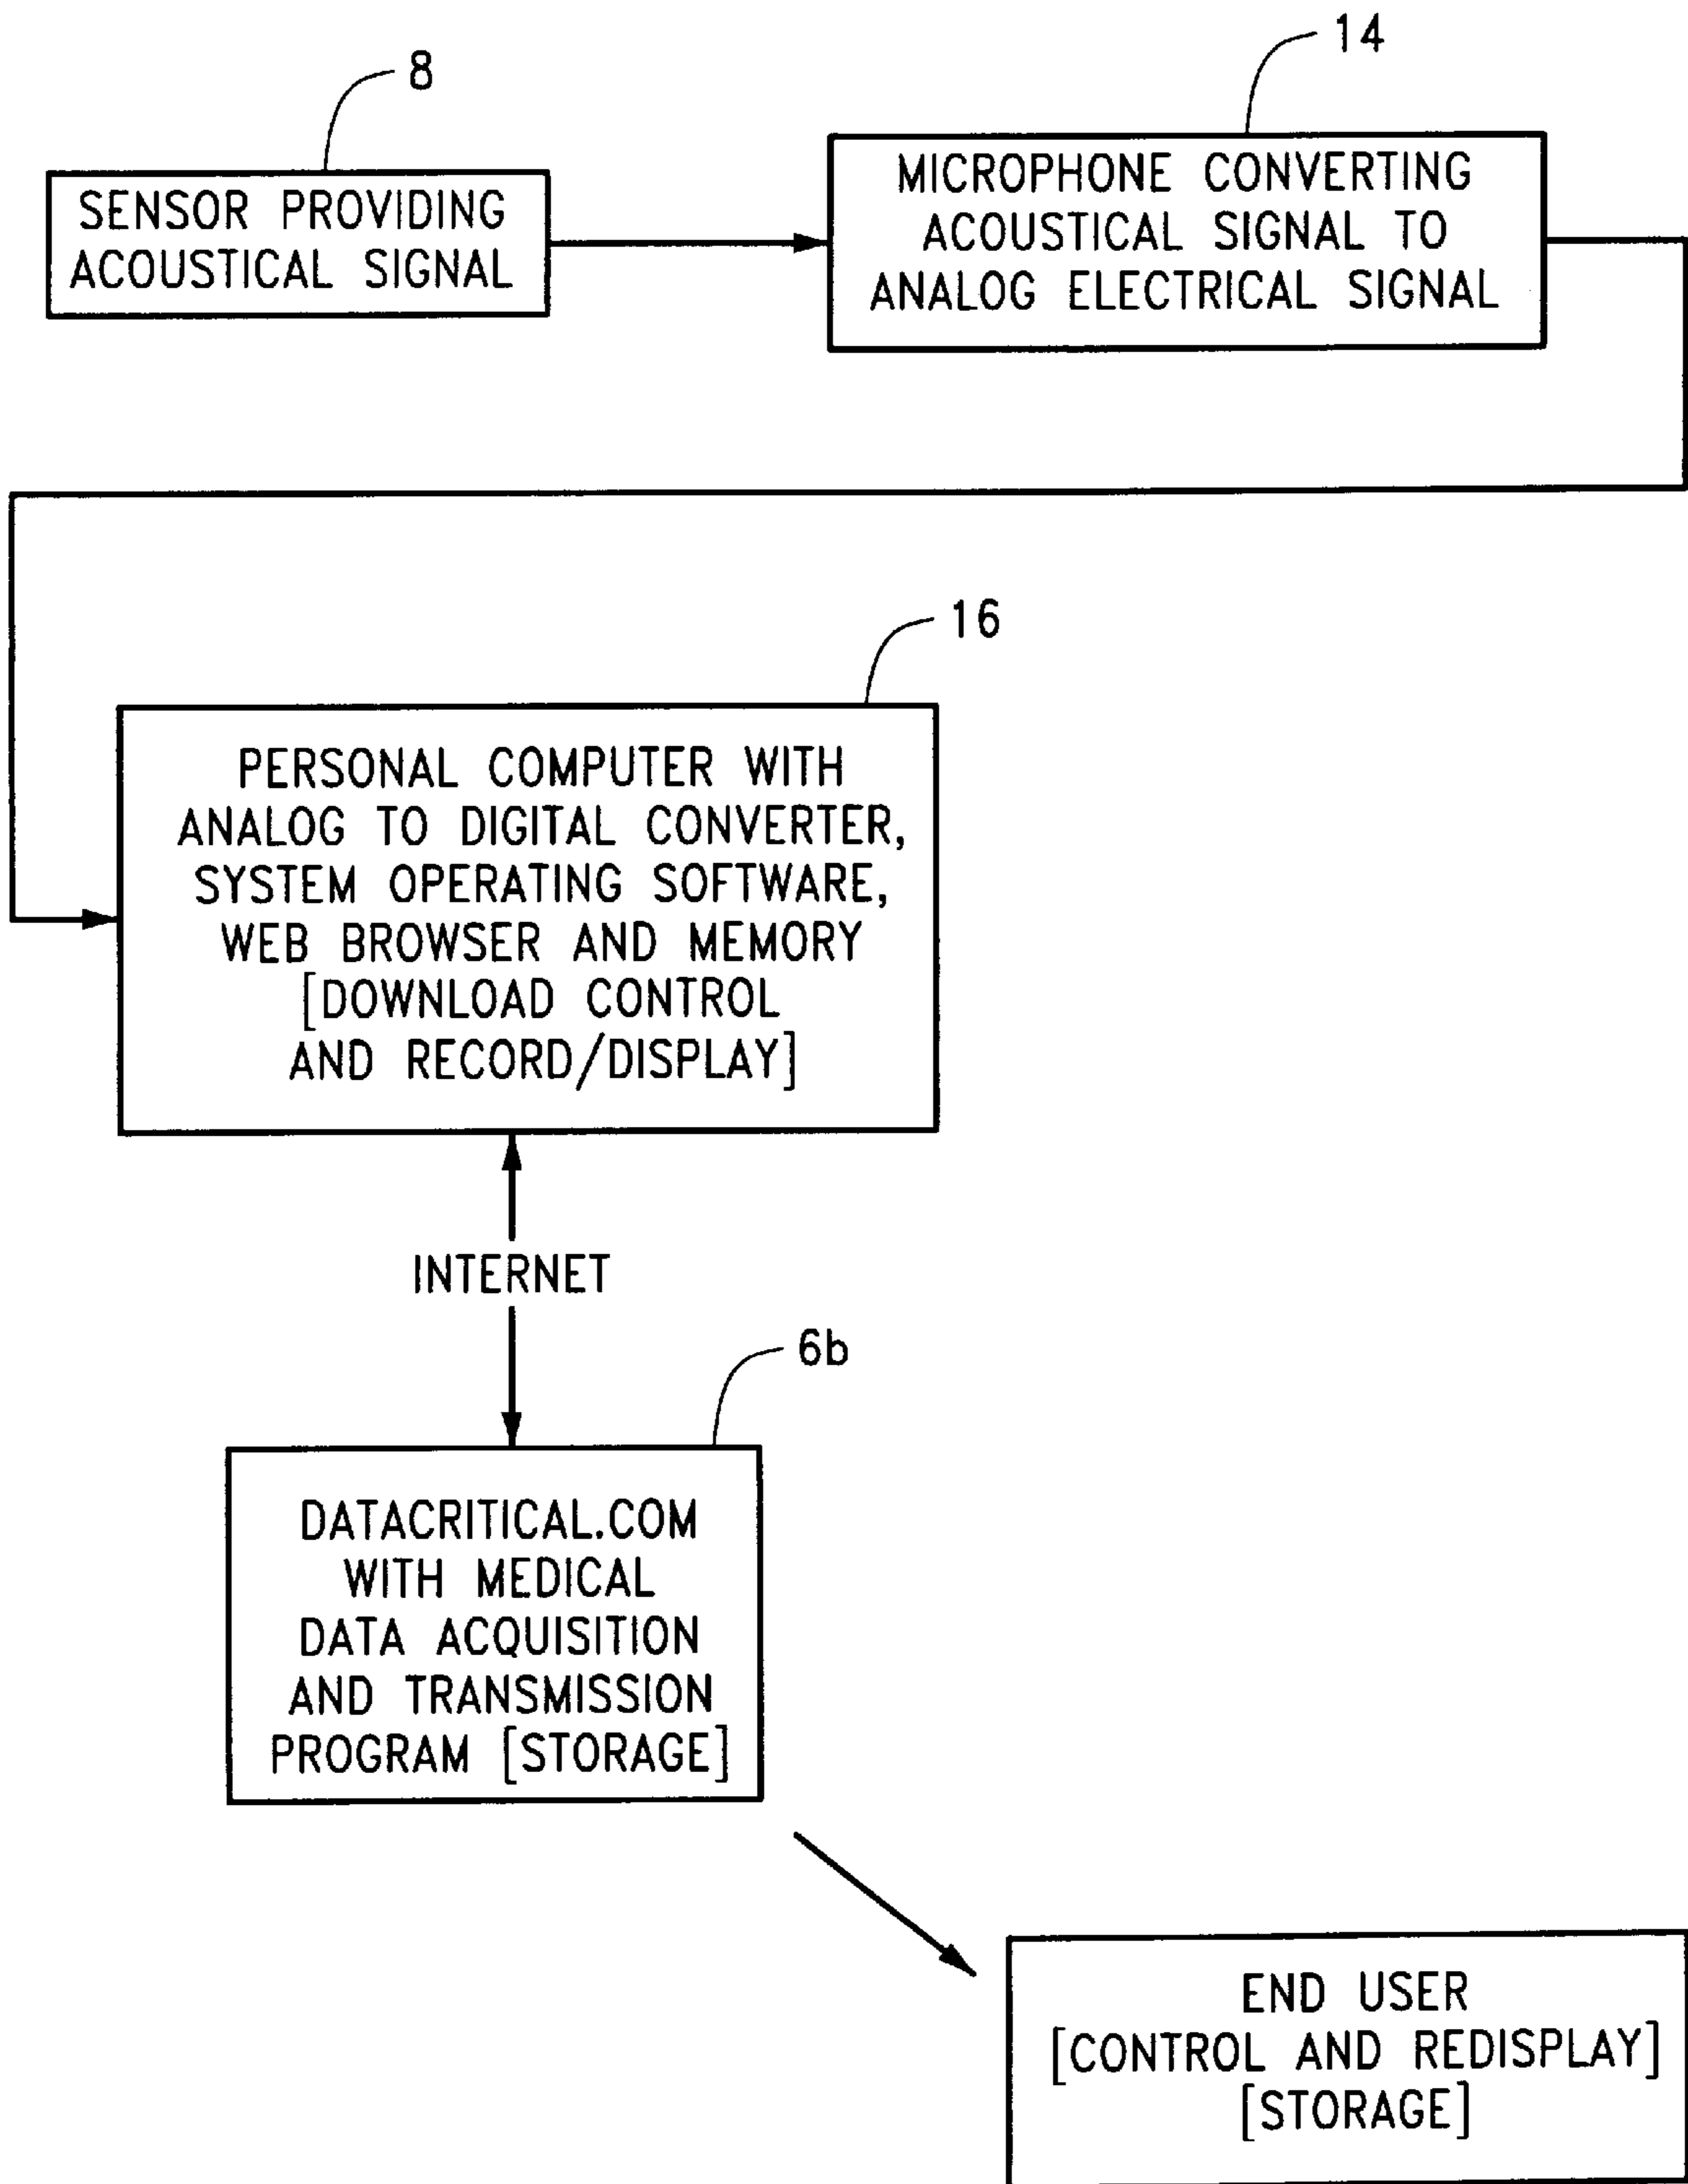 8
SENSOR PROVIDING
ACOUSTICAL SIGNAL
14
MICROPHONE CONVERTING
ACOUSTICAL SIGNAL TO
ANALOG ELECTRICAL SIGNAL
16
PERSONAL COMPUTER WITH
ANALOG TO DIGITAL CONVERTER,
SYSTEM OPERATING SOFTWARE,
WEB BROWSER AND MEMORY
[DOWNLOAD CONTROL
AND RECORD/DISPLAY]
INTERNET
6b
DATACRITICAL.COM
WITH MEDICAL
DATA ACQUISITION
AND TRANSMISSION
PROGRAM [STORAGE]
END USER
[CONTROL AND REDISPLAY]
[STORAGE]